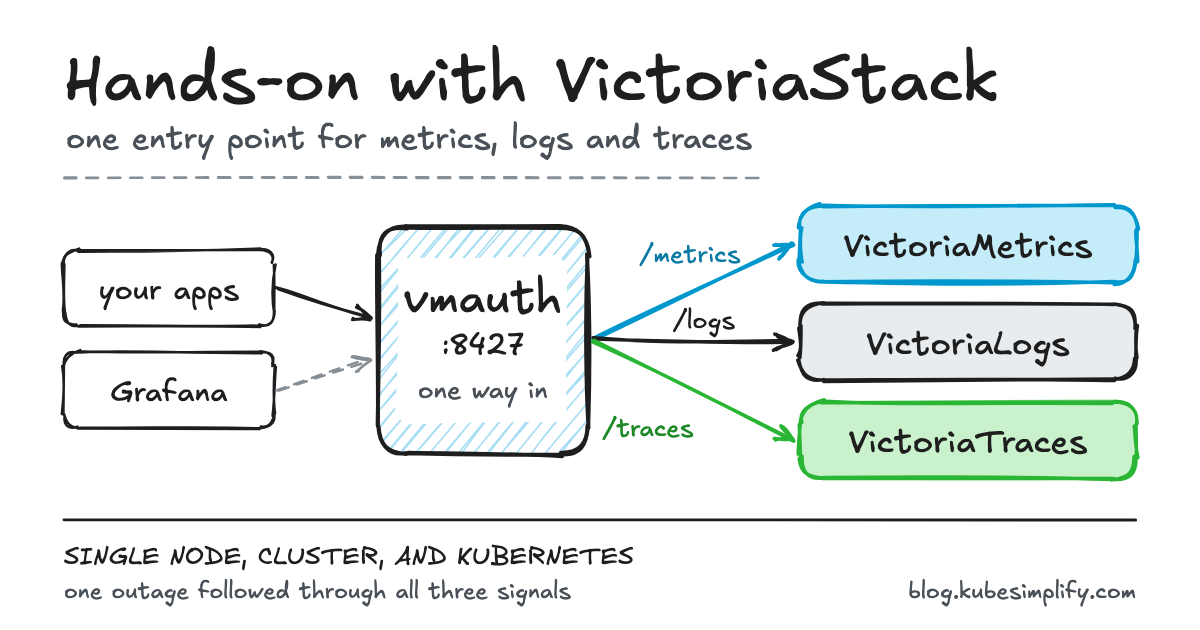 Hands-on with VictoriaStack
one entry point for metrics, logs and traces
your apps
Grafana
vmauth
:8427
one way in
/metrics
/logs
/traces
VictoriaMetrics
VictoriaLogs
VictoriaTraces
SINGLE NODE, CLUSTER, AND KUBERNETES
one outage followed through all three signals
blog.kubesimplify.com